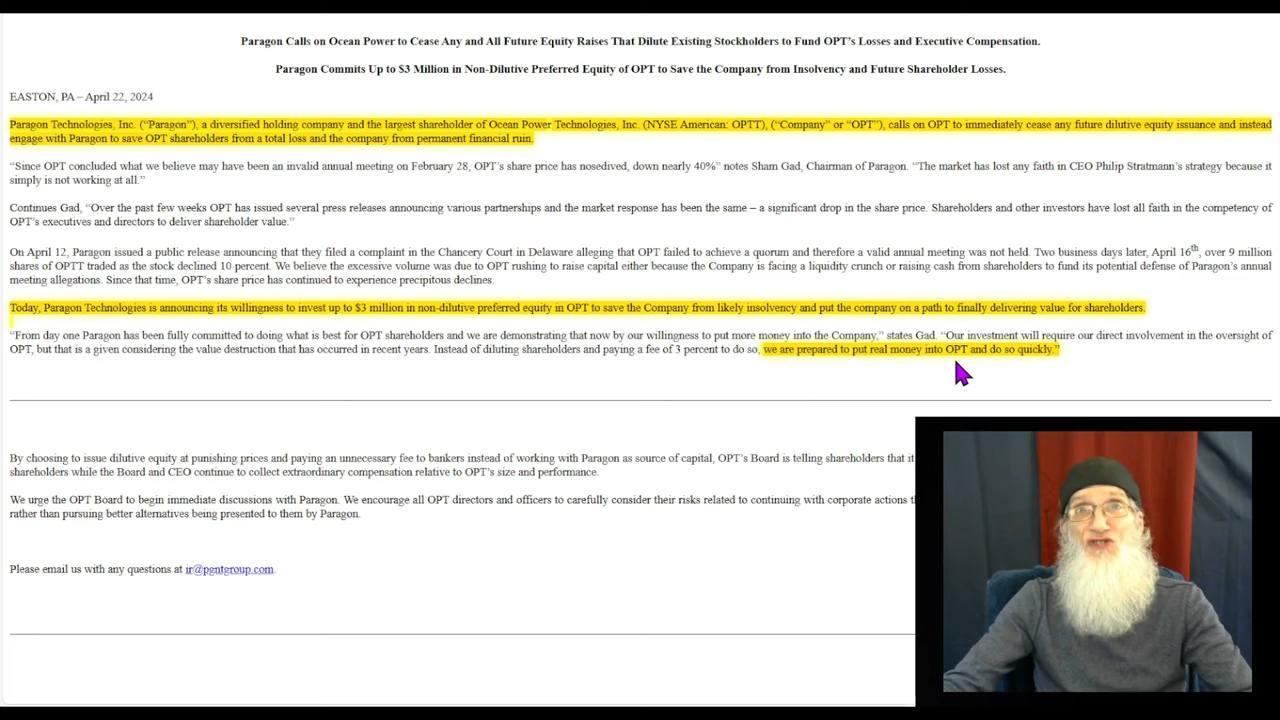 Paragon Calls on Ocean Power to Cease Any and All Future Equity Raises That Dilute Existing Stockholders to Fund OPT's Losses and Executive Compensation.
Paragon Commits Up to $3 Million in Non-Dilutive Preferred Equity of OPT to Save the Company from Insolvency and Future Shareholder Losses.
EASTON, PA – April 22, 2024
Paragon Technologies, Inc. (“Paragon”), a diversified holding company and the largest shareholder of Ocean Power Technologies, Inc. (NYSE American: OPTT), (“Company” or “OPT”), calls on OPT to immediately cease any future dilutive equity issuance and instead
engage with Paragon to save OPT shareholders from a total loss and the company from permanent financial ruin.
“Since OPT concluded what we believe may have been an invalid annual meeting on February 28, OPT’s share price has nosedived, down nearly 40%” notes Sham Gad, Chairman of Paragon. “The market has lost any faith in CEO Philip Stratmann’s strategy because it
simply is not working at all.”
Continues Gad, “Over the past few weeks OPT has issued several press releases announcing various partnerships and the market response has been the same – a significant drop in the share price. Shareholders and other investors have lost all faith in the competency of
OPT’s executives and directors to deliver shareholder value.”
On April 12, Paragon issued a public release announcing that they filed a complaint in the Chancery Court in Delaware alleging that OPT failed to achieve a quorum and therefore a valid annual meeting was not held. Two business days later, April 16th, over 9 million
shares of OPTT traded as the stock declined 10 percent. We believe the excessive volume was due to OPT rushing to raise capital either because the Company is facing a liquidity crunch or raising cash from shareholders to fund its potential defense of Paragon’s annual
meeting allegations. Since that time, OPT’s share price has continued to experience precipitous declines.
Today, Paragon Technologies is announcing its willingness to invest up to $3 million in non-dilutive preferred equity in OPT to save the Company from likely insolvency and put the company on a path to finally delivering value for shareholders.
“From day one Paragon has been fully committed to doing what is best for OPT shareholders and we are demonstrating that now by our willingness to put more money into the Company,” states Gad. “Our investment will require our direct involvement in the oversight of
OPT, but that is a given considering the value destruction that has occurred in recent years. Instead of diluting shareholders and paying a fee of 3 percent to do so, we are prepared to put real money into OPT and do so quickly.”
By choosing to issue dilutive equity at punishing prices and paying an unnecessary fee to bankers instead of working with Paragon as source of capital, OPT’s Board is telling shareholders that it
shareholders while the Board and CEO continue to collect extraordinary compensation relative to OPT’s size and performance.
We urge the OPT Board to begin immediate discussions with Paragon. We encourage all OPT directors and officers to carefully consider their risks related to continuing with corporate actions
rather than pursuing better alternatives being presented to them by Paragon.
Please email us with any questions at ir@pgntgroup.com.